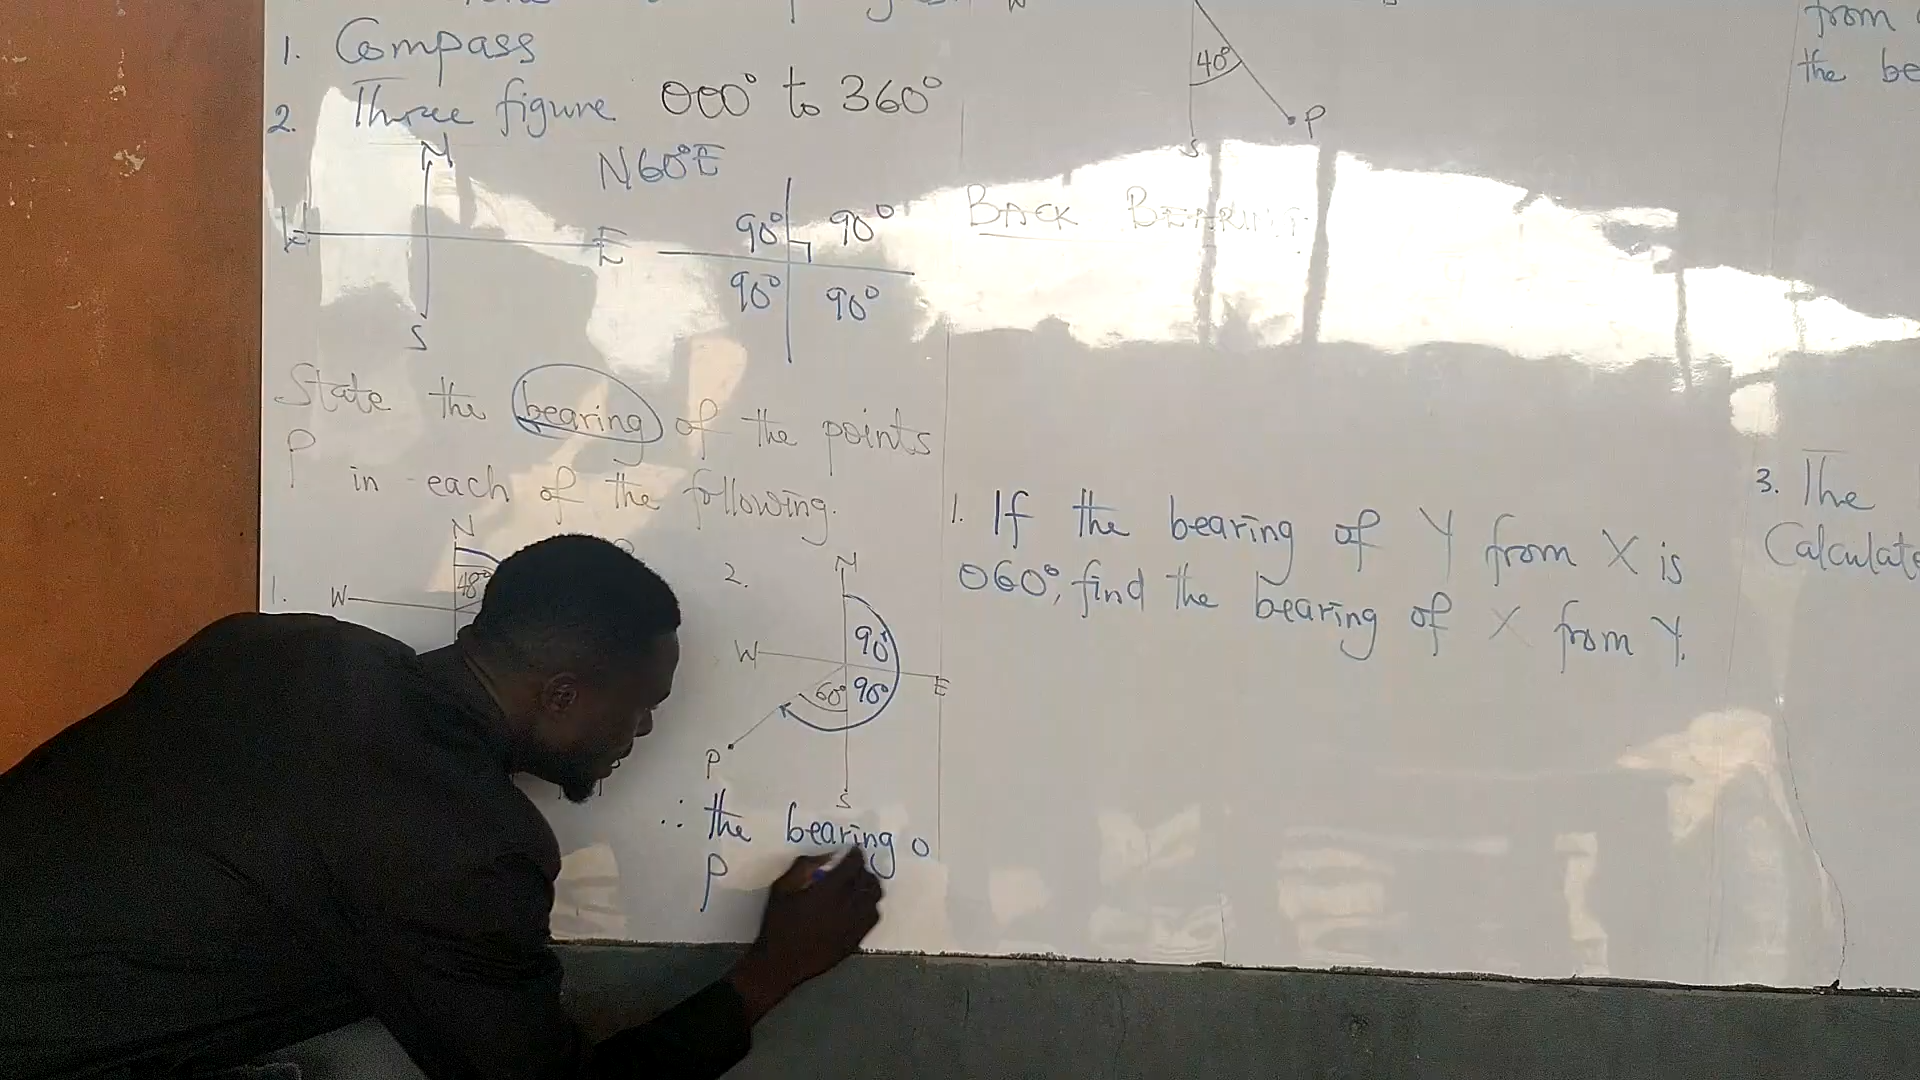 1. Compass
2. Three figure 000° to 360°
N60°E
N
E
S
90° 90°
90° 90°
State the bearing of the points
P in each of the following.
1.
N
48°
W
2.
N
W
90°
60° 90°
E
P
S
∴ the bearing o
P
40°
P
S
BACK BEARING
1. If the bearing of Y from X is
060°, find the bearing of X from Y.
from
the be
3. The
Calculate